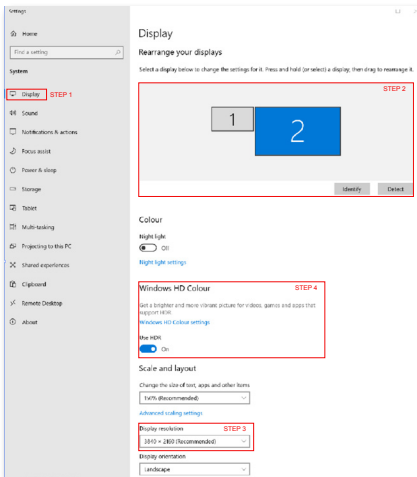 Settings
Home
Find a setting
System
Display STEP 1
Sound
Notifications & actions
Focus assist
Power & sleep
Storage
Tablet
Multi-tasking
Projecting to this PC
Shared experiences
Clipboard
Remote Desktop
About
Display
Rearrange your displays
Select a display below to change the settings for it. Press and hold (or select) a display, then drag to rearrange it.
STEP 2
1
2
Identify
Detect
Colour
Night light
Off
Night light settings
Windows HD Colour STEP 4
Get a brighter and more vibrant picture for videos, games and apps that
support HDR.
Windows HD Colour settings
Use HDR
On
Scale and layout
Change the size of text, apps and other items
(Recommended)
Advanced scaling settings
Display resolution STEP 3
3840 × 2160 (Recommended)
Display orientation
Landscape